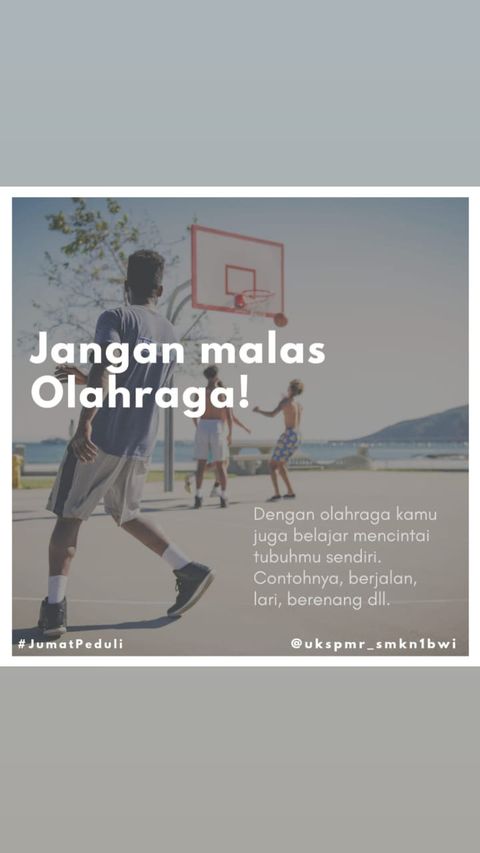 Jangan malas
Olahraga!
Dengan olahraga kamu
juga belajar mencintai
tubuhmu sendiri.
Contohnya, berjalan,
lari, berenang dll.
#JumatPeduli
@ukspmr_smkn1bwi